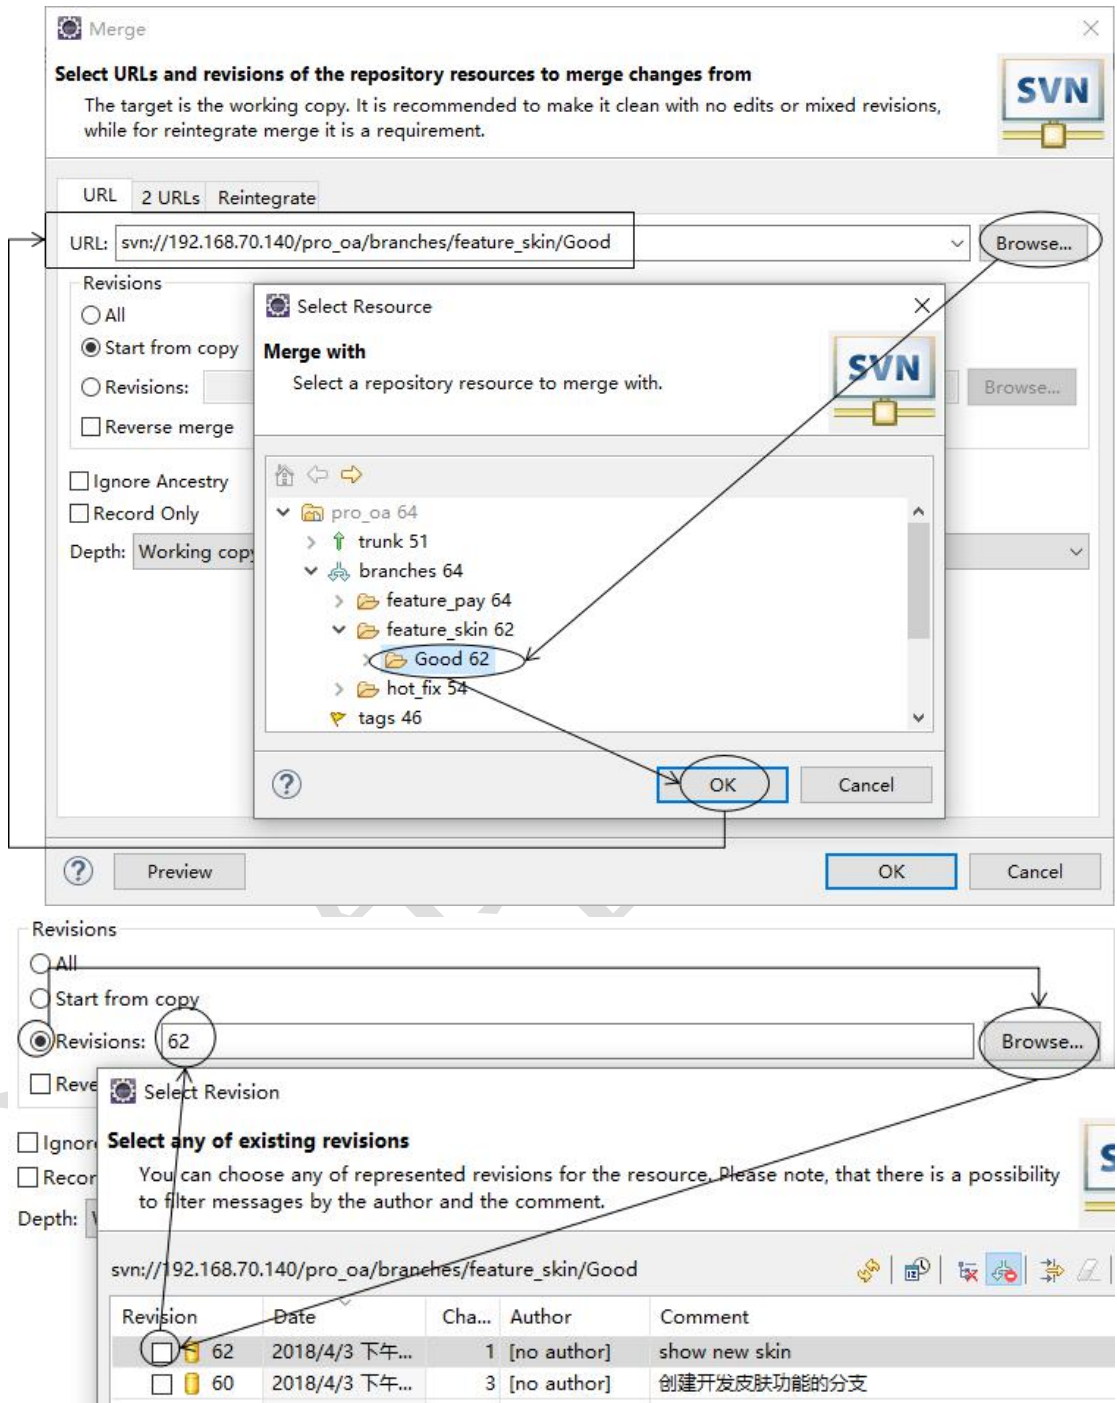 Merge
Select URLs and revisions of the repository resources to merge changes from
The target is the working copy. It is recommended to make it clean with no edits or mixed revisions,
while for reintegrate merge it is a requirement.
SVN
URL 2 URLs Reintegrate
URL: svn://192.168.70.140/pro_oa/branches/feature_skin/Good Browse...
Revisions
All
Start from copy
Revisions: Browse...
Reverse merge
Select Resource
Merge with
Select a repository resource to merge with.
SVN
Ignore Ancestry
Record Only
Depth: Working copy
pro_oa 64
trunk 51
branches 64
feature_pay 64
feature_skin 62
Good 62
hot_fix 54
tags 46
OK Cancel
Preview OK Cancel
Revisions
All
Start from copy
Revisions: 62 Browse...
Reve
Select Revision
Ignor
Recor
Depth:
Select any of existing revisions
You can choose any of represented revisions for the resource. Please note, that there is a possibility
to filter messages by the author and the comment.
S
svn://192.168.70.140/pro_oa/branches/feature_skin/Good
Revision Date Cha... Author Comment
62 2018/4/3 下午... 1 [no author] show new skin
60 2018/4/3 下午... 3 [no author] 创建开发皮肤功能的分支